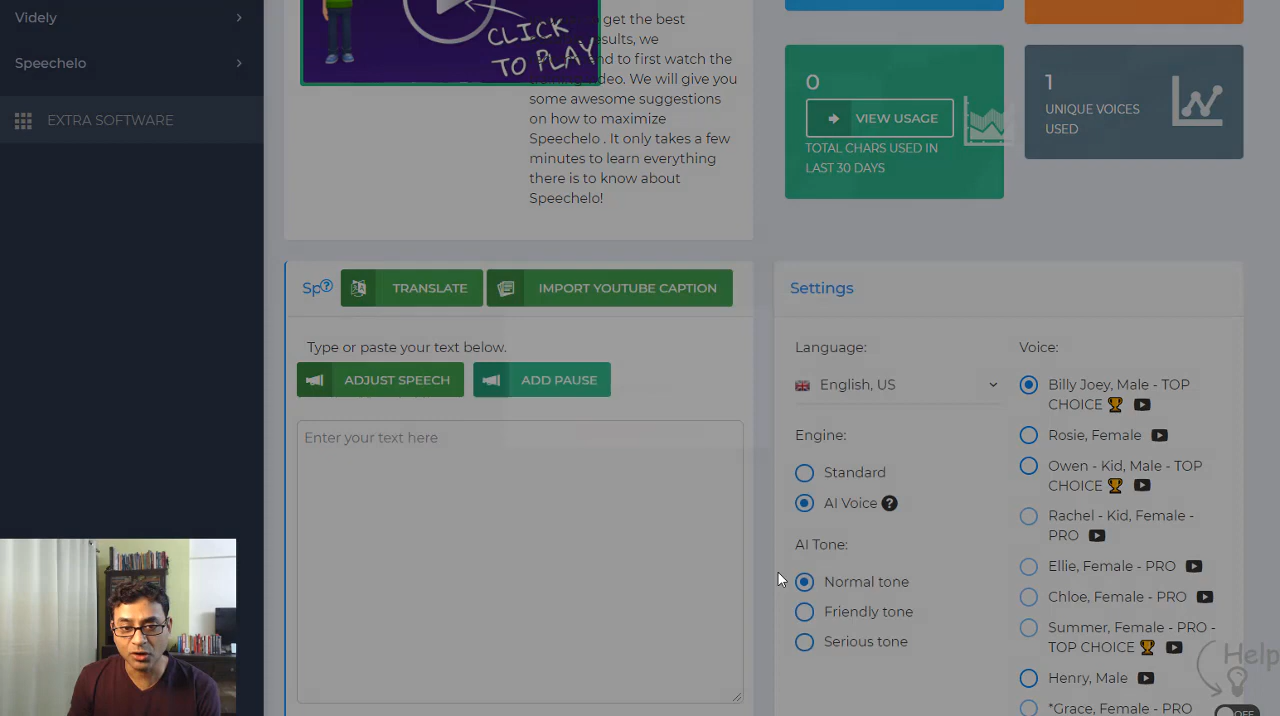 Videly
Speechelo
EXTRA SOFTWARE
CLICK
TO PLAY
get the best
results, we
to first watch the
video. We will give you
some awesome suggestions
on how to maximize
Speechelo . It only takes a few
minutes to learn everything
there is to know about
Speechelo!
0
VIEW USAGE
TOTAL CHARS USED IN
LAST 30 DAYS
1
UNIQUE VOICES
USED
Sp
TRANSLATE
IMPORT YOUTUBE CAPTION
Type or paste your text below.
ADJUST SPEECH
ADD PAUSE
Enter your text here
Settings
Language:
English, US
Engine:
Standard
AI Voice
AI Tone:
Normal tone
Friendly tone
Serious tone
Voice:
Billy Joey, Male - TOP
CHOICE
Rosie, Female
Owen - Kid, Male - TOP
CHOICE
Rachel - Kid, Female -
PRO
Ellie, Female - PRO
Chloe, Female - PRO
Summer, Female - PRO -
TOP CHOICE
Henry, Male
*Grace, Female - PRO
Help
OFF